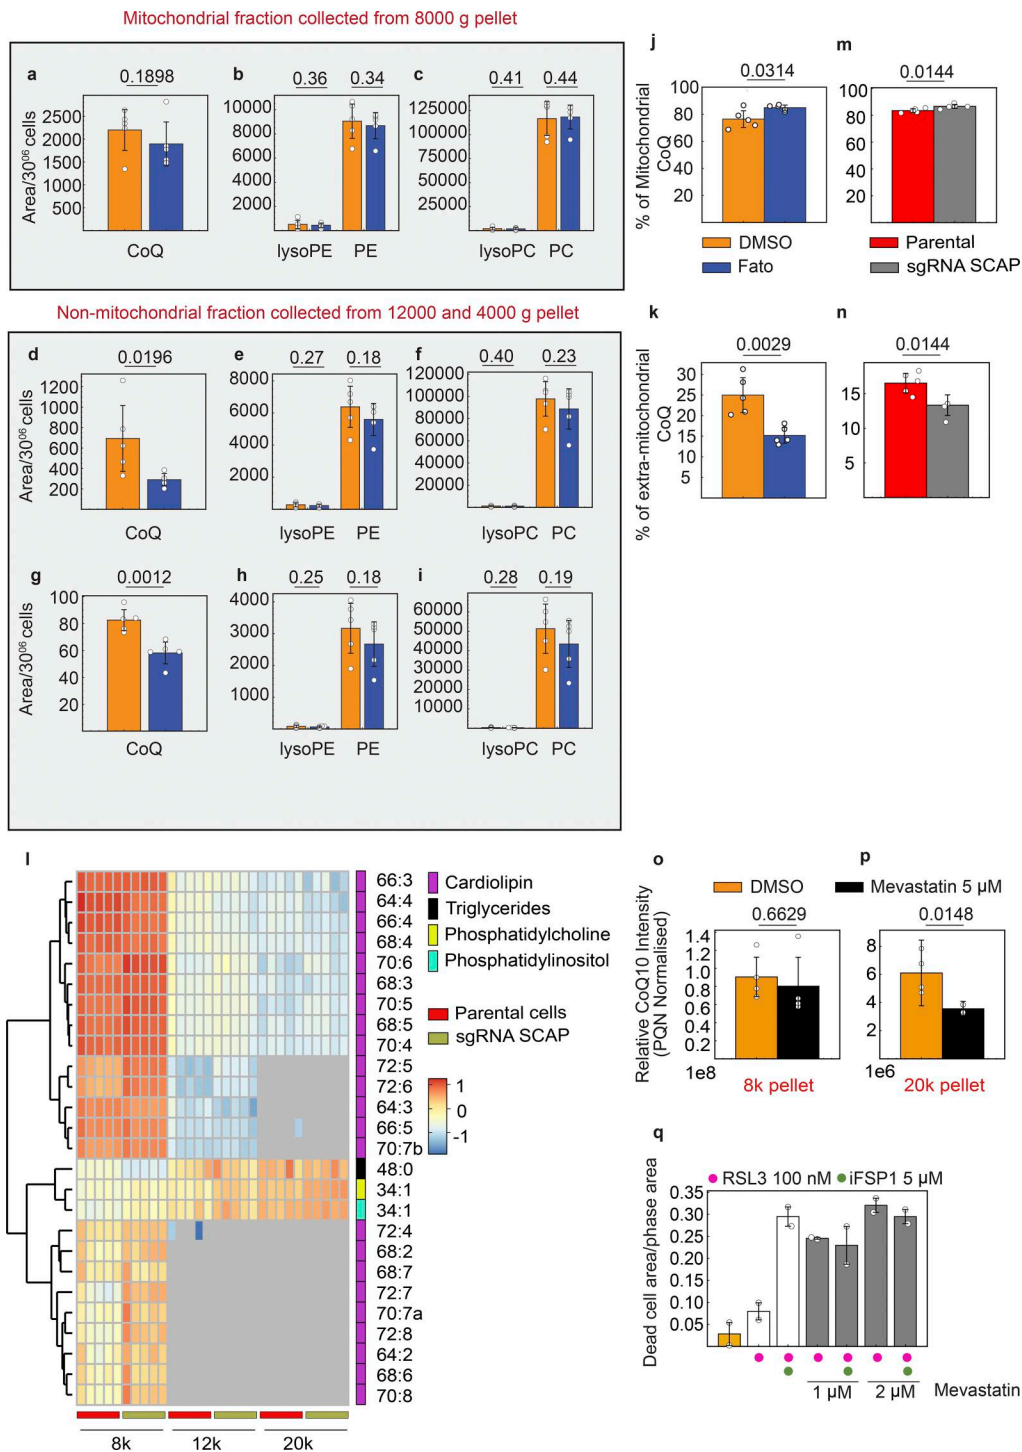 Mitochondrial fraction collected from 8000 g pellet
a
0.1898
Area/30⁰⁶ cells
2500
2000
1500
1000
500
CoQ
b
0.36
0.34
10000
8000
6000
4000
2000
lysoPE
PE
c
0.41
0.44
125000
100000
75000
50000
25000
lysoPC
PC
Non-mitochondrial fraction collected from 12000 and 4000 g pellet
d
0.0196
Area/30⁰⁶ cells
1200
1000
800
600
400
200
CoQ
e
0.27
0.18
8000
6000
4000
2000
lysoPE
PE
f
0.40
0.23
120000
100000
80000
60000
40000
20000
lysoPC
PC
g
0.0012
Area/30⁰⁶ cells
100
80
60
40
20
CoQ
h
0.25
0.18
4000
3000
2000
1000
lysoPE
PE
i
0.28
0.19
60000
50000
40000
30000
20000
10000
lysoPC
PC
j
0.0314
% of Mitochondrial
CoQ
100
80
60
40
20
DMSO
Fato
m
0.0144
100
80
60
40
20
Parental
sgRNA SCAP
k
0.0029
% of extra-mitochondrial
CoQ
30
25
20
15
10
5
n
0.0144
15
10
5
l
66:3
64:4
66:4
68:4
70:6
68:3
70:5
68:5
70:4
72:5
72:6
64:3
66:5
70:7b
48:0
34:1
34:1
72:4
68:2
68:7
72:7
70:7a
72:8
64:2
68:6
70:8
Cardiolipin
Triglycerides
Phosphatidylcholine
Phosphatidylinositol
Parental cells
sgRNA SCAP
1
0
-1
8k
12k
20k
o
DMSO
Mevastatin 5 µM
0.6629
Relative CoQ10 Intensity
(PQN Normalised)
1.4
1.2
1.0
0.8
0.6
0.4
0.2
1e8
8k pellet
p
0.0148
8
6
4
2
1e6
20k pellet
q
RSL3 100 nM
iFSP1 5 µM
Dead cell area/phase area
0.35
0.30
0.20
0.10
0.05
1 µM
2 µM
Mevastatin